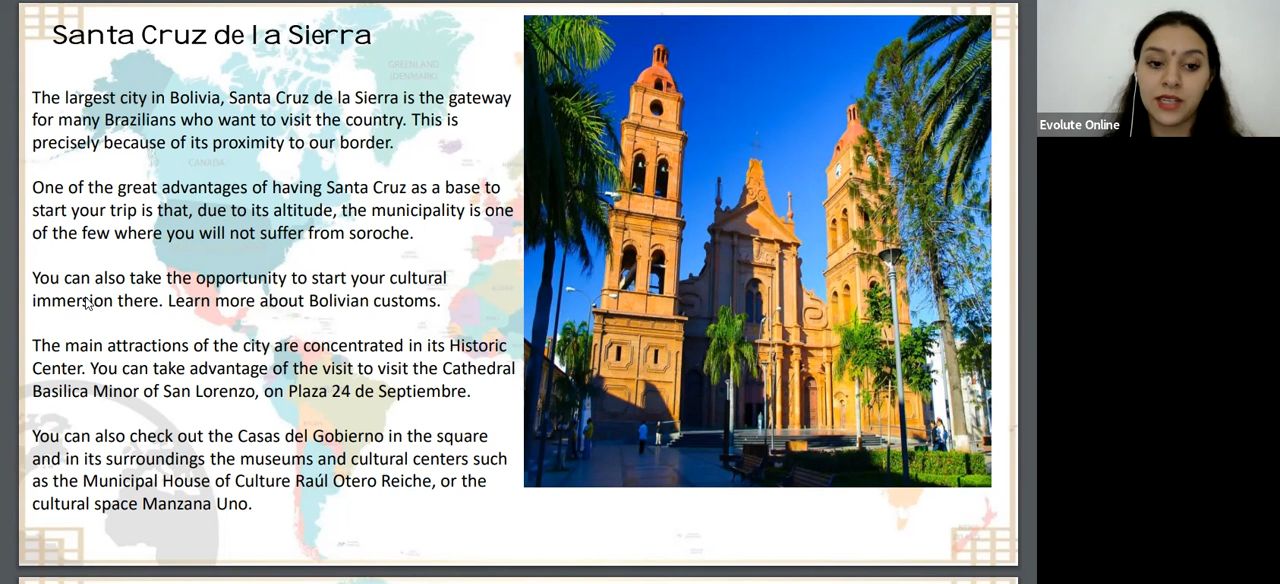 Santa Cruz de la Sierra
The largest city in Bolivia, Santa Cruz de la Sierra is the gateway
for many Brazilians who want to visit the country. This is
precisely because of its proximity to our border.
One of the great advantages of having Santa Cruz as a base to
start your trip is that, due to its altitude, the municipality is one
of the few where you will not suffer from soroche.
You can also take the opportunity to start your cultural
immersion there. Learn more about Bolivian customs.
The main attractions of the city are concentrated in its Historic
Center. You can take advantage of the visit to visit the Cathedral
Basilica Minor of San Lorenzo, on Plaza 24 de Septiembre.
You can also check out the Casas del Gobierno in the square
and in its surroundings the museums and cultural centers such
as the Municipal House of Culture Raúl Otero Reiche, or the
cultural space Manzana Uno.
GREENLAND
(DENMARK)
CANADA
Evolute Online